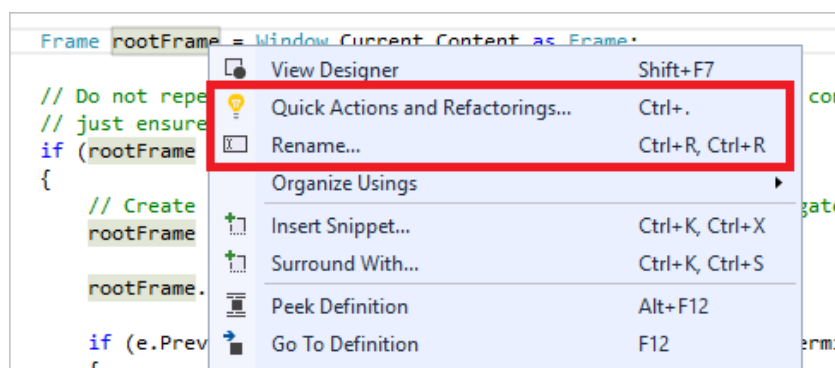 Frame rootFrame = Window.Current.Content as Frame;
View Designer Shift+F7
// Do not repe
Quick Actions and Refactorings... Ctrl+.
// just ensure
Rename... Ctrl+R, Ctrl+R
if (rootFrame
{
Organize Usings
// Create
rootFrame
Insert Snippet... Ctrl+K, Ctrl+X
Surround With... Ctrl+K, Ctrl+S
rootFrame.
Peek Definition Alt+F12
if (e.Prev
Go To Definition F12
{